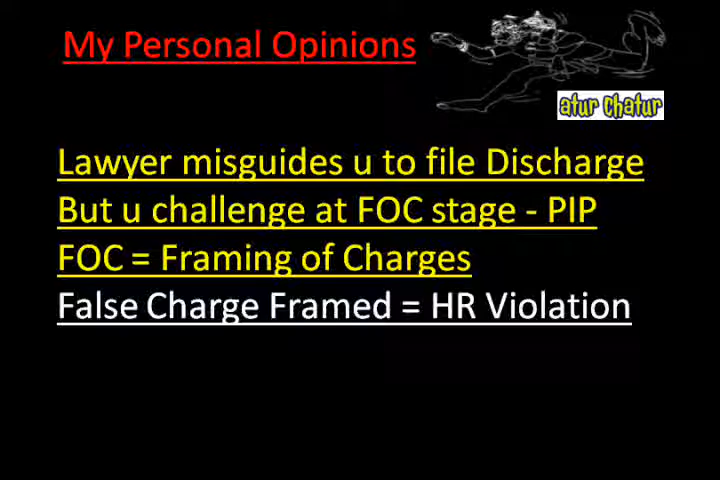 My Personal Opinions
atur chatur
Lawyer misguides u to file Discharge
But u challenge at FOC stage - PIP
FOC = Framing of Charges
False Charge Framed = HR Violation